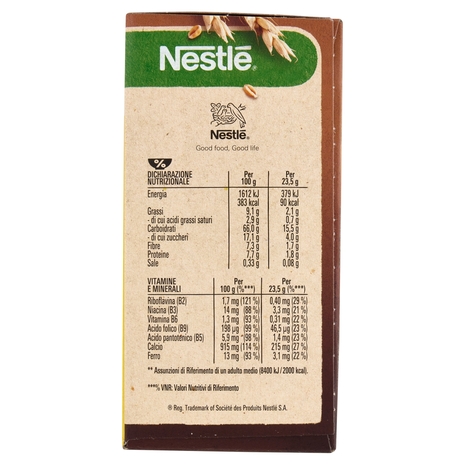 Nestlé®
Nestlé®
Good food, Good life
%
DICHIARAZIONE NUTRIZIONALE Per 100 g Per 23,5 g
Energia 1612 kJ 379 kJ
383 kcal 90 kcal
Grassi 9,1 g 2,1 g
- di cui acidi grassi saturi 2,9 g 0,7 g
Carboidrati 66,0 g 15,5 g
- di cui zuccheri 17,1 g 4,0 g
Fibre 7,3 g 1,7 g
Proteine 7,7 g 1,8 g
Sale 0,33 g 0,08 g
VITAMINE E MINERALI Per 100 g (%***) Per 23,5 g (%***)
Riboflavina (B2) 1,7 mg (121 %) 0,40 mg (29 %)
Niacina (B3) 14 mg (88 %) 3,3 mg (21 %)
Vitamina B6 1,3 mg (93 %) 0,31 mg (22 %)
Acido folico (B9) 198 µg (99 %) 46,5 µg (23 %)
Acido pantoténico (B5) 5,9 mg (98 %) 1,4 mg (23 %)
Calcio 915 mg (114 %) 215 mg (27 %)
Ferro 13 mg (93 %) 3,1 mg (22 %)
** Assunzioni di Riferimento di un adulto medio (8400 kJ / 2000 kcal).
***% VNR: Valori Nutritivi di Riferimento
® Reg. Trademark of Société des Produits Nestlé S.A.